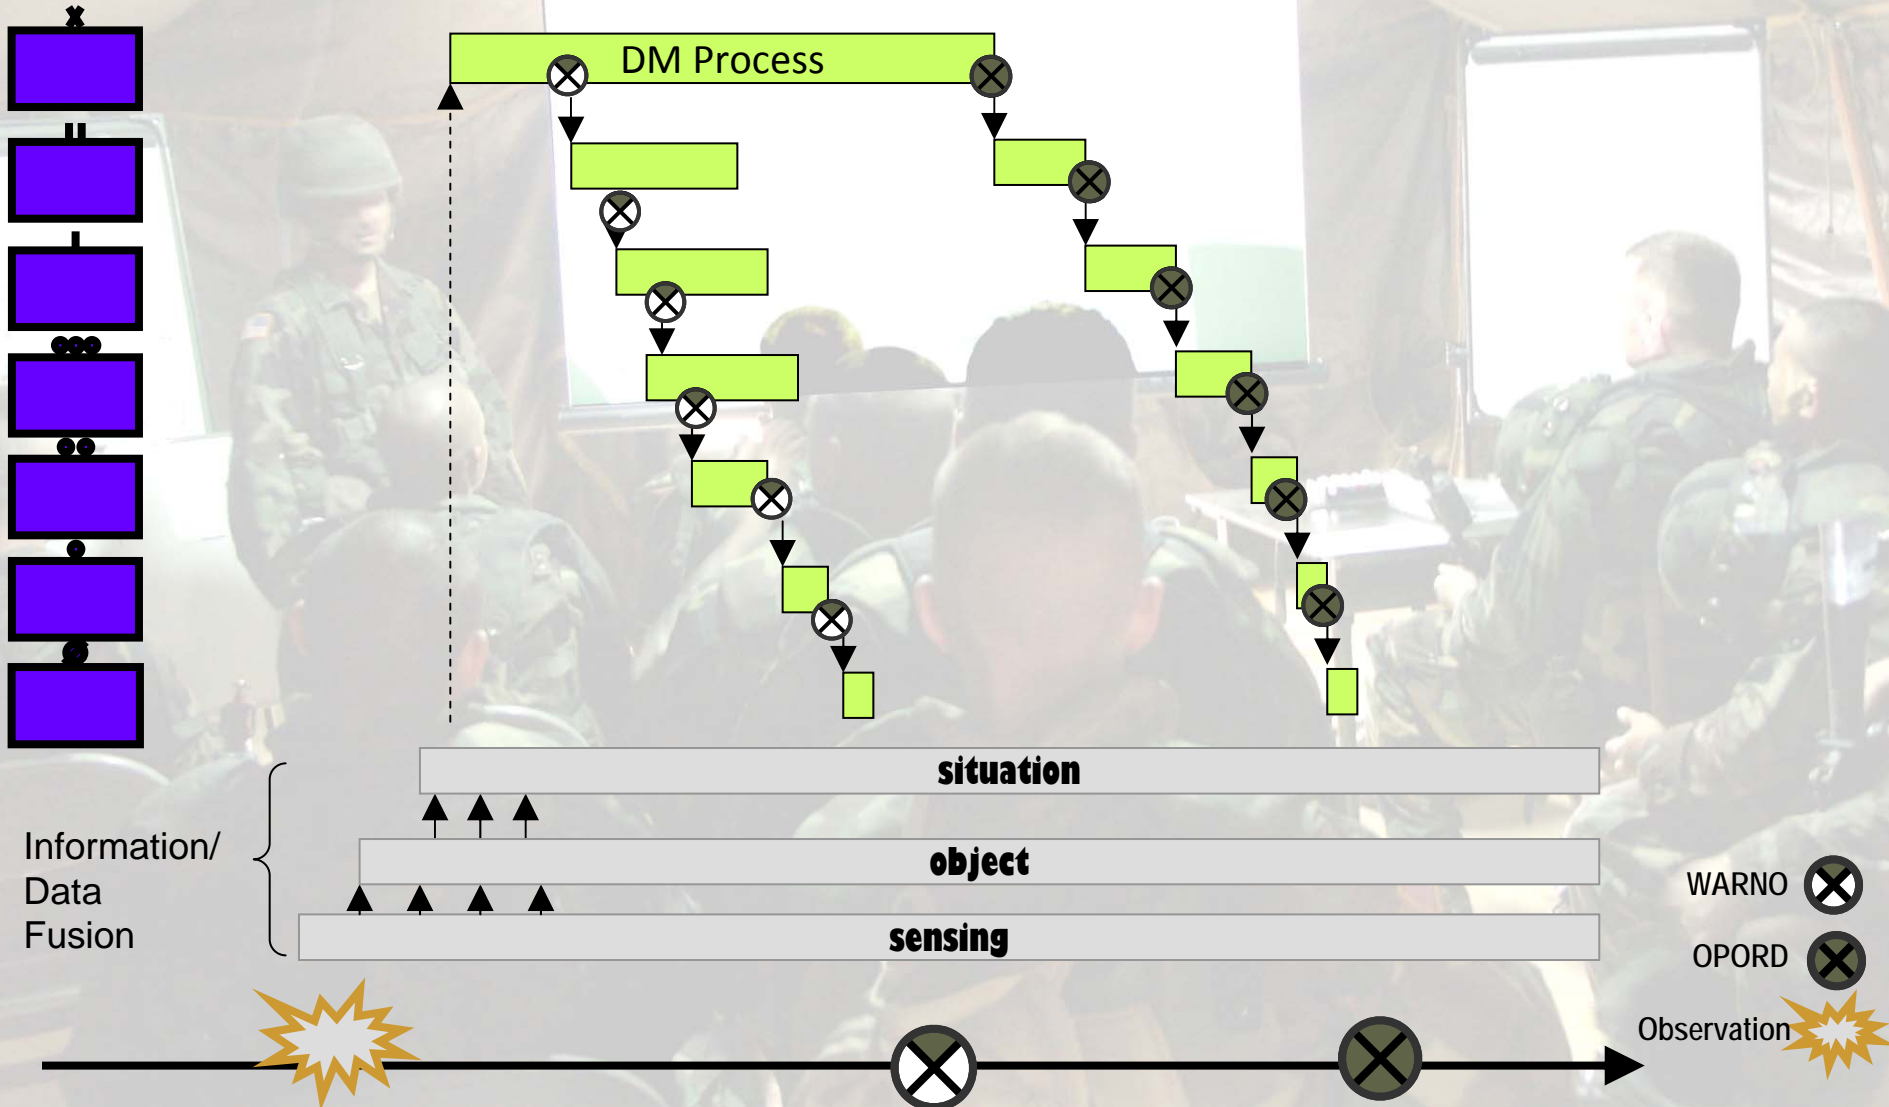 DM Process
situation
object
sensing
Information/
Data
Fusion
WARNO
OPORD
Observation